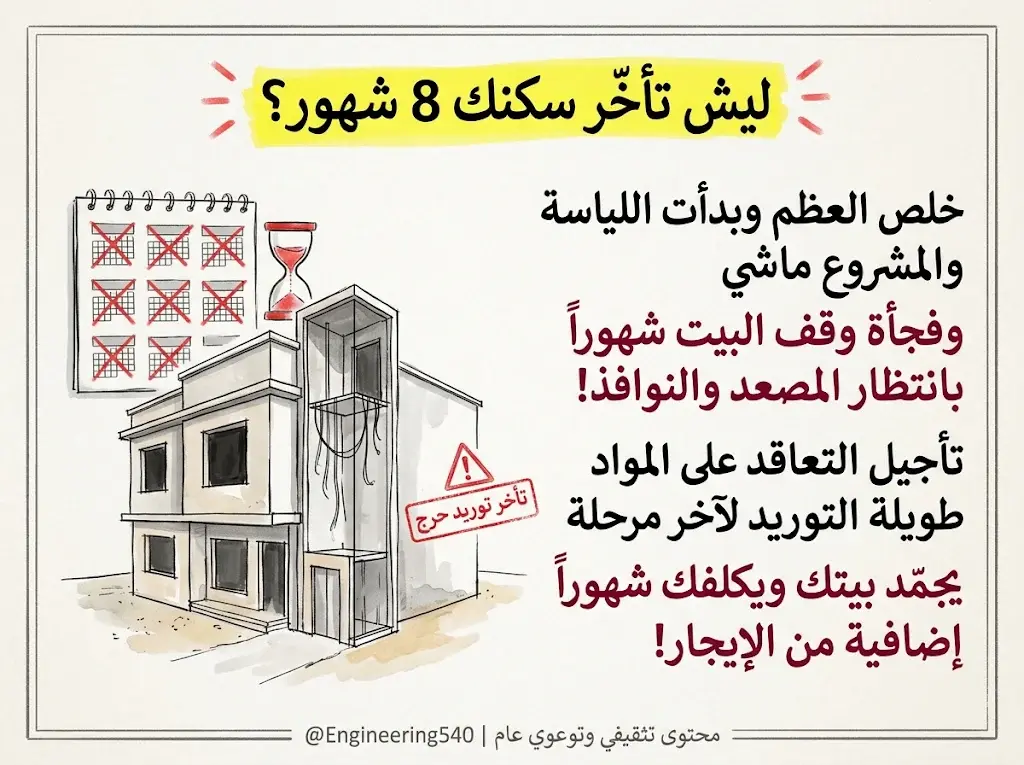 ليش تأخّر سكنك 8 شهور؟
خلص العظم وبدأت اللياسة
والمشروع ماشي
وفجأة وقف البيت شهوراً
بانتظار المصعد والنوافذ!
تأجيل التعاقد على المواد
طويلة التوريد لآخر مرحلة
يجمّد بيتك ويكلفك شهوراً
إضافية من الإيجار!
تأخر توريد حرج
محتوى تثقيفي وتوعوي عام | @Engineering540